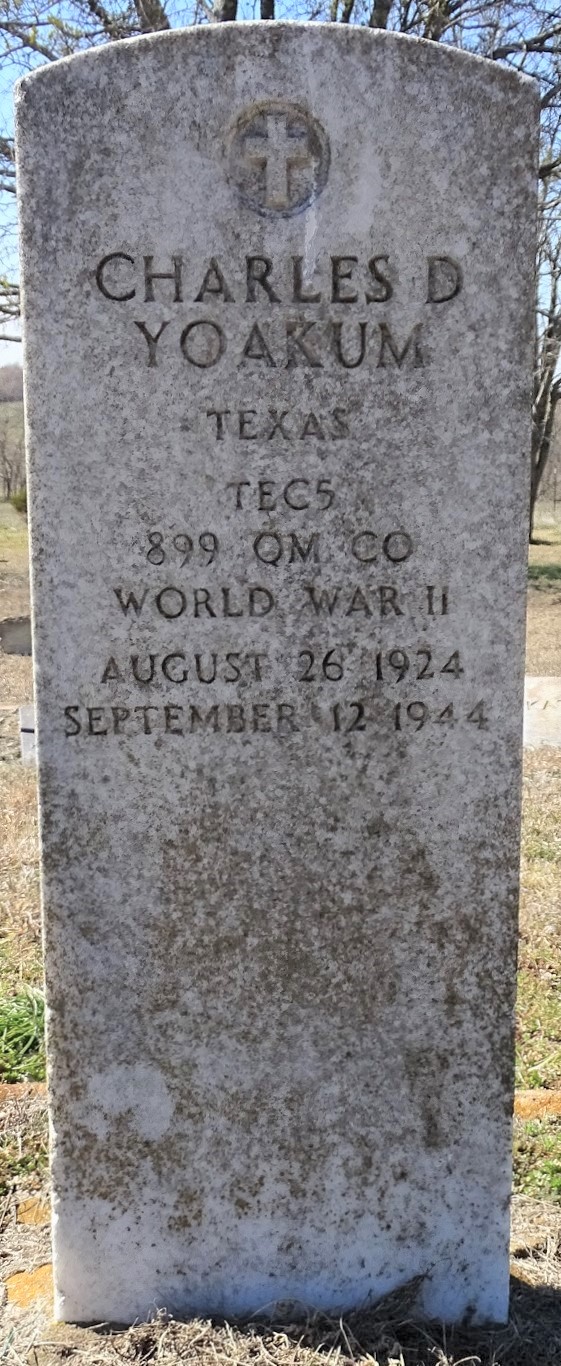 CHARLES D
YOAKUM
TEXAS
TEC5
899 QM CO
WORLD WAR II
AUGUST 26 1924
SEPTEMBER 12 1944